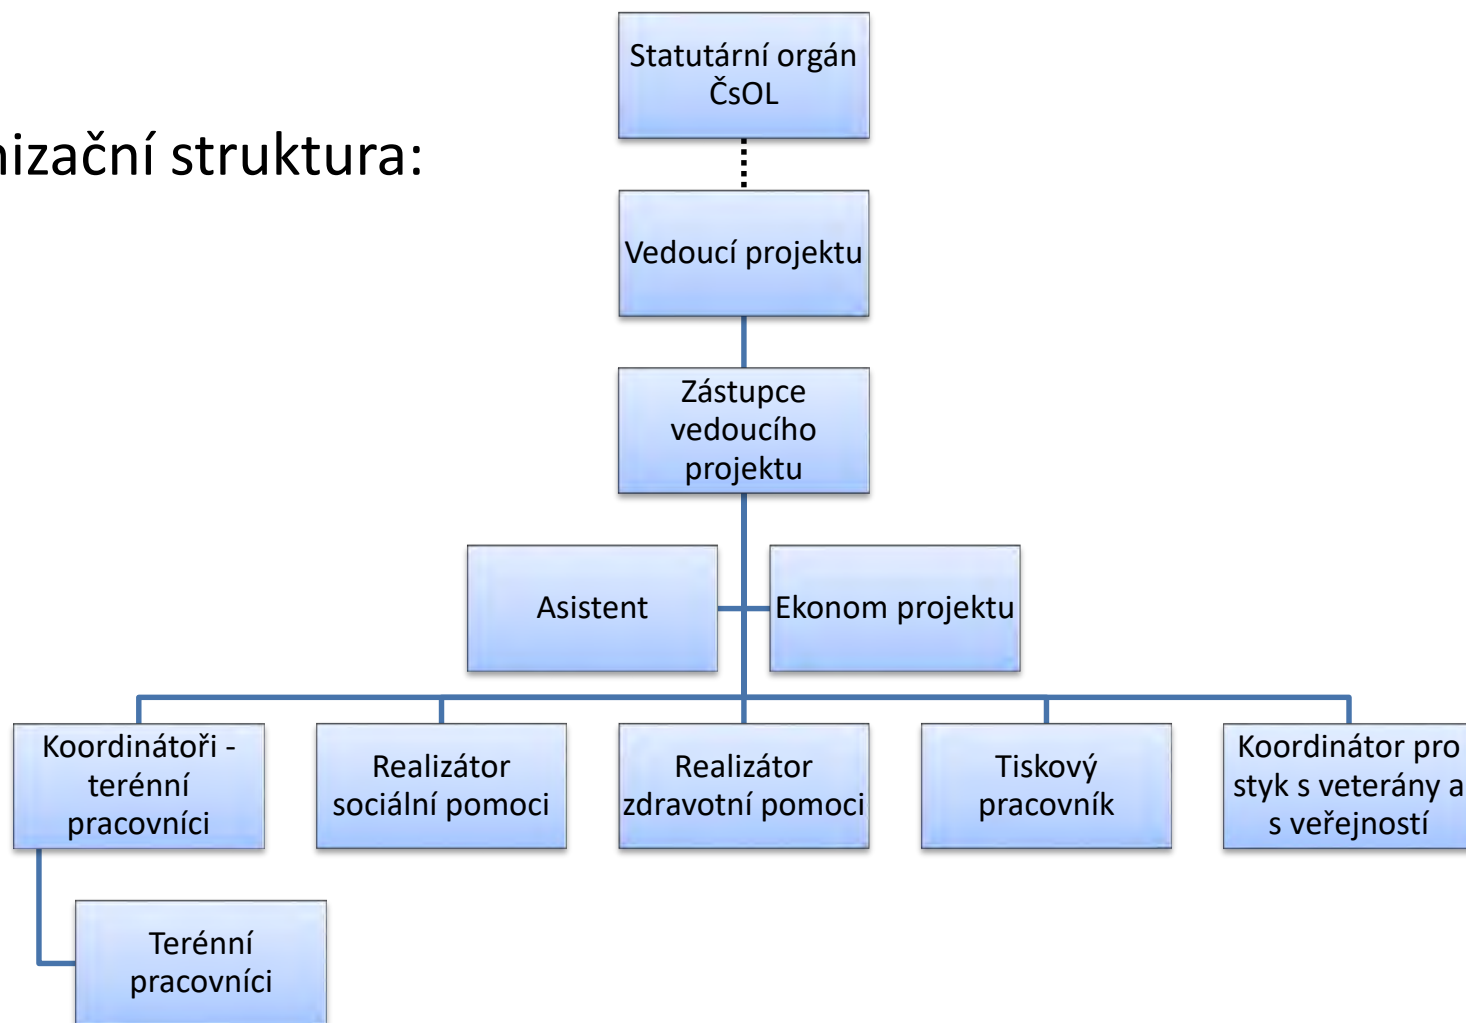 Statutární orgán
ČsOL
nizační struktura:
Vedoucí projektu
Zástupce
vedoucího
projektu
Asistent
Ekonom projektu
Koordinátoři -
terénní
pracovníci
Realizátor
sociální pomoci
Realizátor
zdravotní pomoci
Tiskový
pracovník
Koordinátor pro
styk s veterány a
s veřejností
Terénní
pracovníci